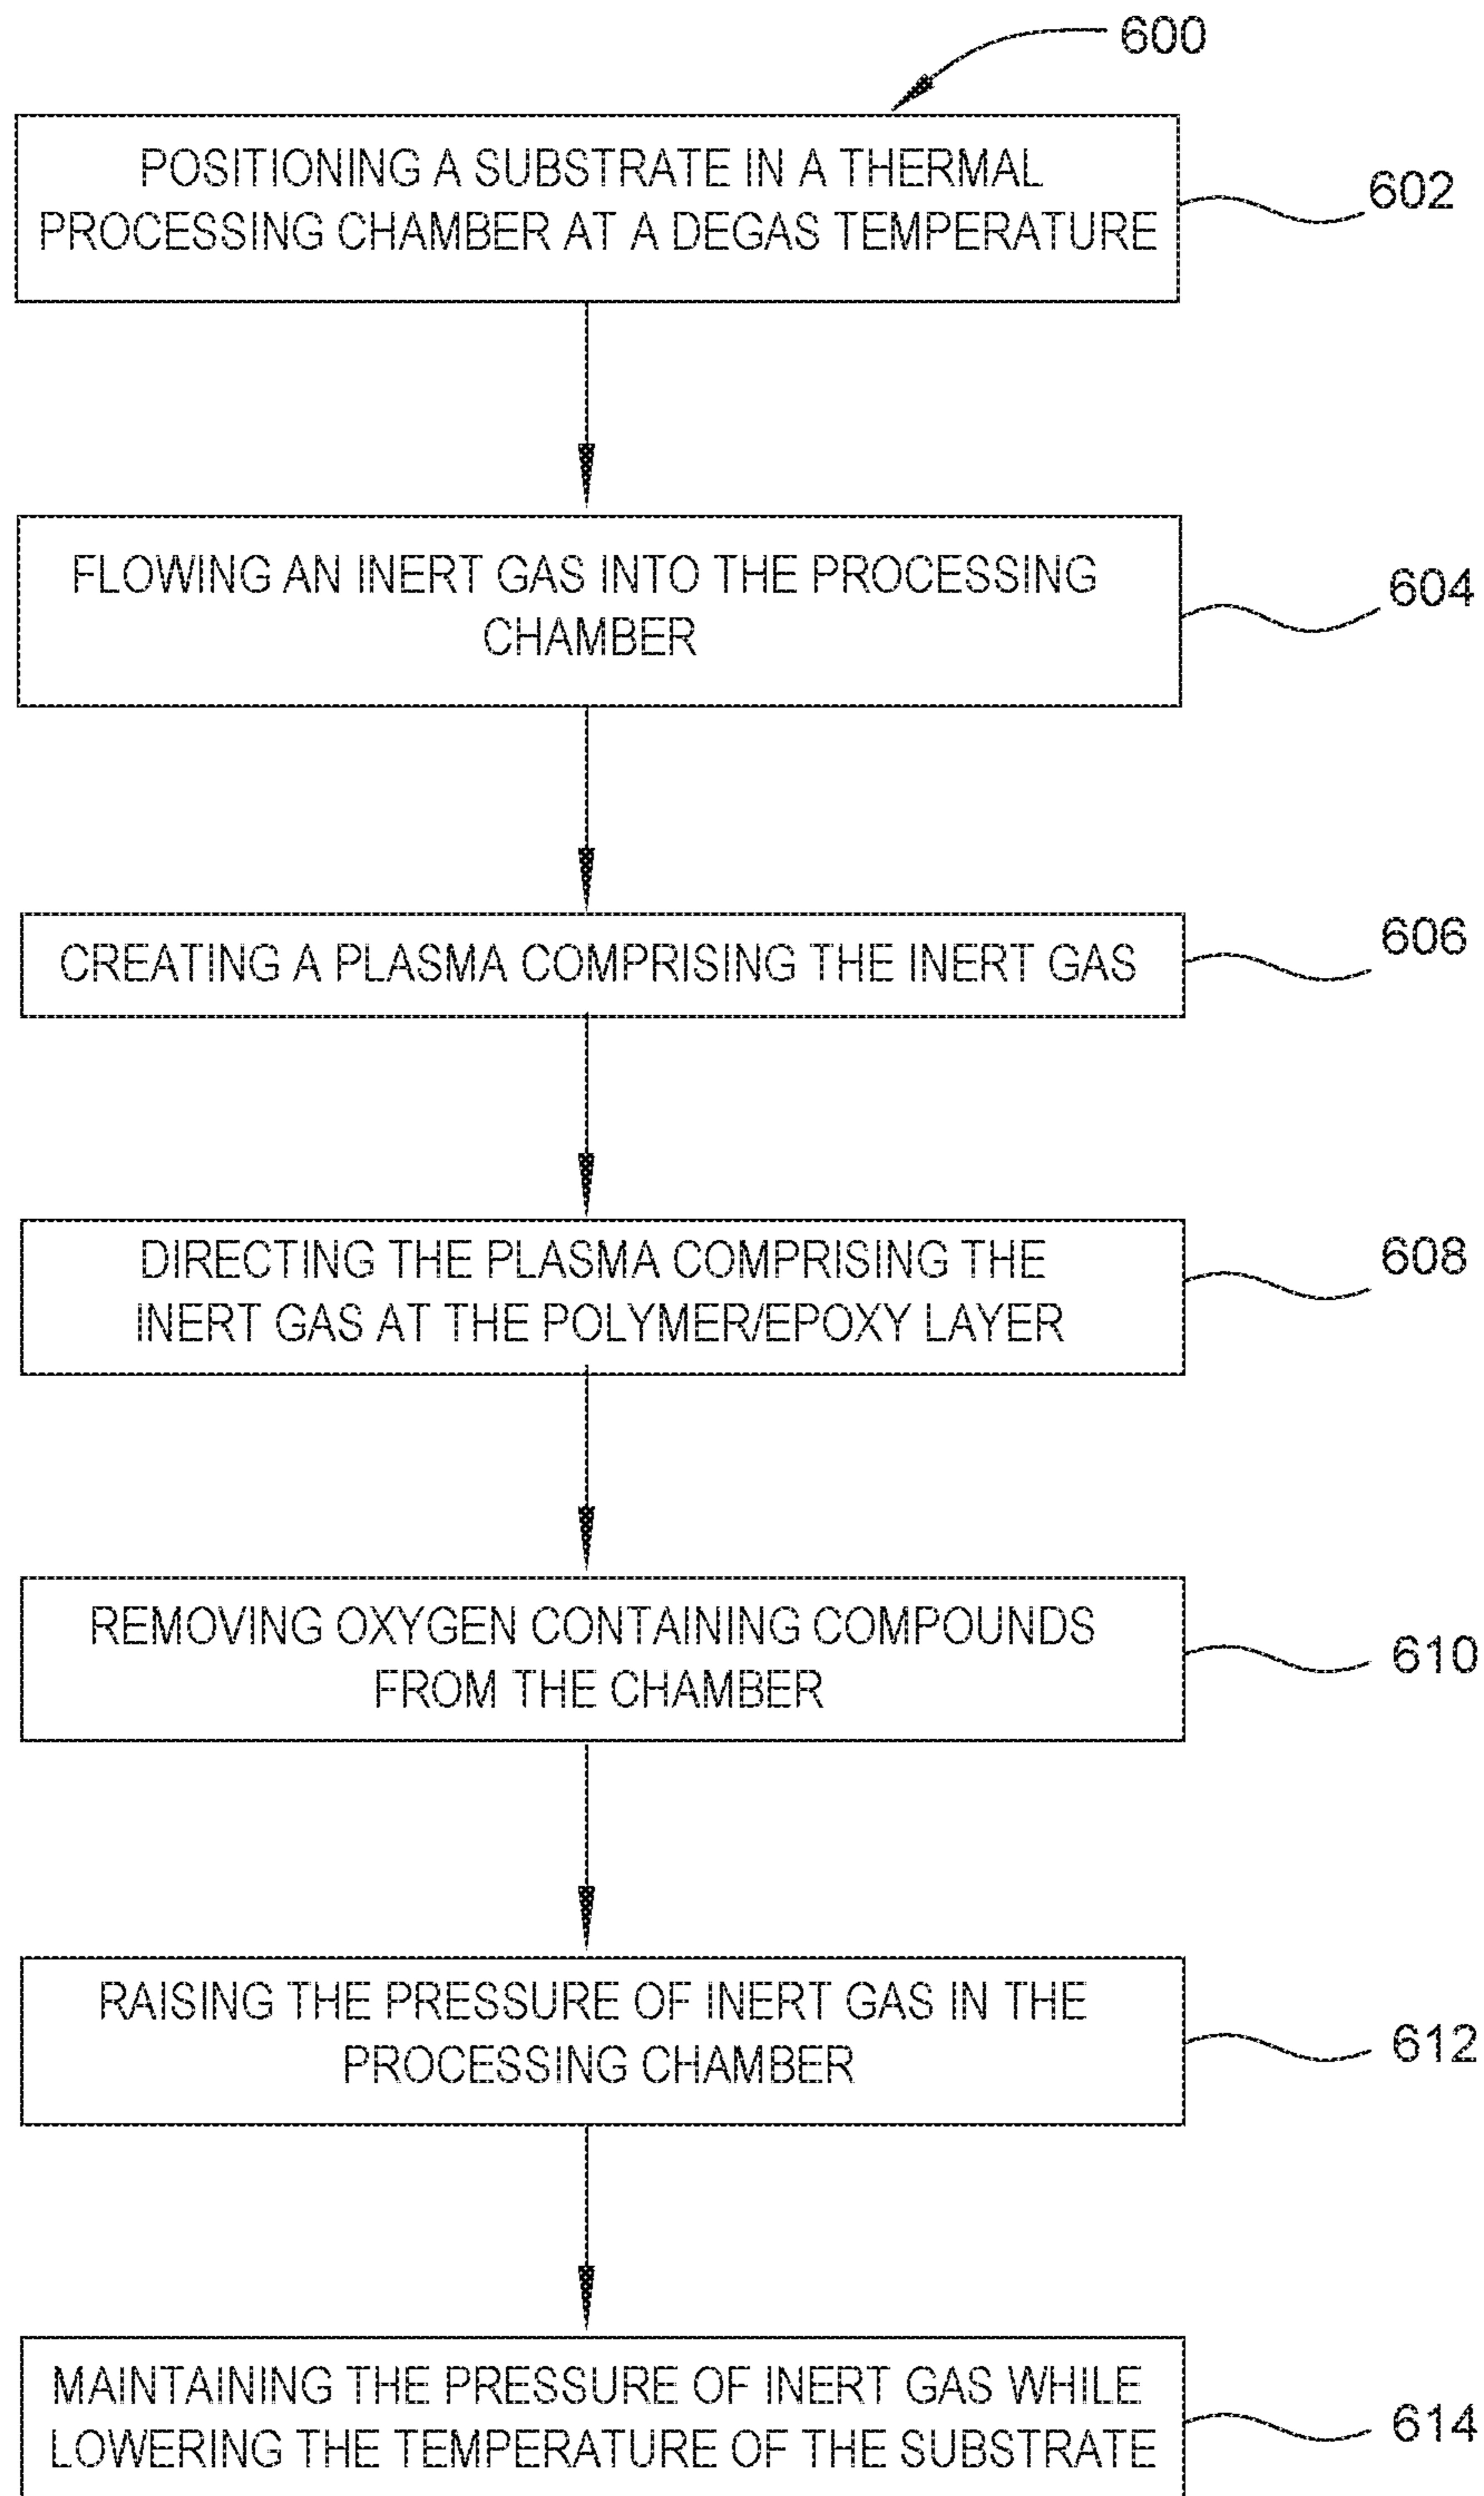 600
POSITIONING A SUBSTRATE IN A THERMAL
PROCESSING CHAMBER AT A DEGAS TEMPERATURE
602
FLOWING AN INERT GAS INTO THE PROCESSING
CHAMBER
604
CREATING A PLASMA COMPRISING THE INERT GAS
606
DIRECTING THE PLASMA COMPRISING THE
INERT GAS AT THE POLYMER/EPOXY LAYER
608
REMOVING OXYGEN CONTAINING COMPOUNDS
FROM THE CHAMBER
610
RAISING THE PRESSURE OF INERT GAS IN THE
PROCESSING CHAMBER
612
MAINTAINING THE PRESSURE OF INERT GAS WHILE
LOWERING THE TEMPERATURE OF THE SUBSTRATE
614